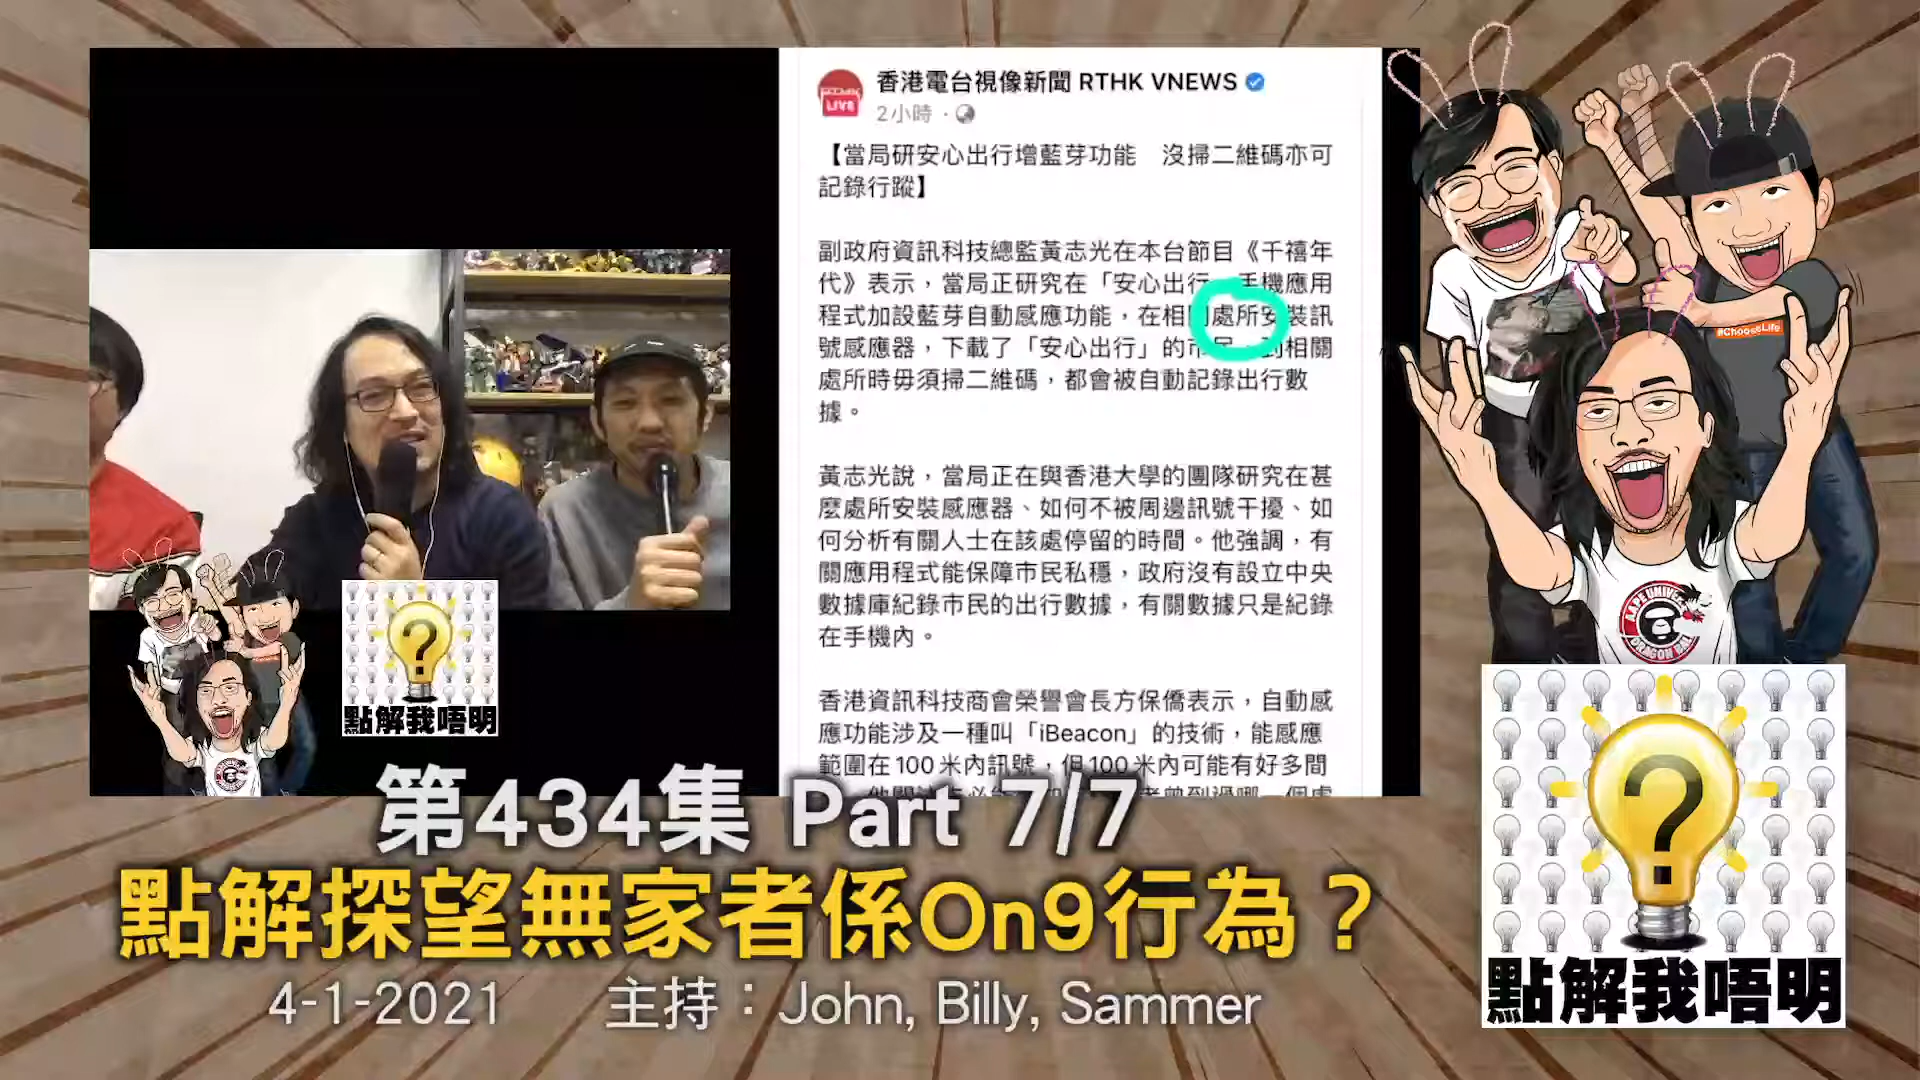 香港電台視像新聞 RTHK VNEWS
LIVE
2小時
【當局研安心出行增藍芽功能　沒掃二維碼亦可
記錄行蹤】
副政府資訊科技總監黃志光在本台節目《千禧年
代》表示，當局正研究在「安心出行 手機應用
程式加設藍芽自動感應功能，在相 處所安裝訊
號感應器，下載了「安心出行」的市民 到相關
處所時毋須掃二維碼，都會被自動記錄出行數
據。
黃志光說，當局正在與香港大學的團隊研究在甚
麼處所安裝感應器、如何不被周邊訊號干擾、如
何分析有關人士在該處停留的時間。他強調，有
關應用程式能保障市民私穩，政府沒有設立中央
數據庫紀錄市民的出行數據，有關數據只是紀錄
在手機內。
香港資訊科技商會榮譽會長方保僑表示，自動感
應功能涉及一種叫「iBeacon」的技術，能感應
範圍在100米內訊號，但100米內可能有好多間
#ChooseLife
AAPE UNIVERSE
DRAGON BALL
點解我唔明
第434集 Part 7/7
點解探望無家者係On9行為？
4-1-2021 主持：John, Billy, Sammer
點解我唔明